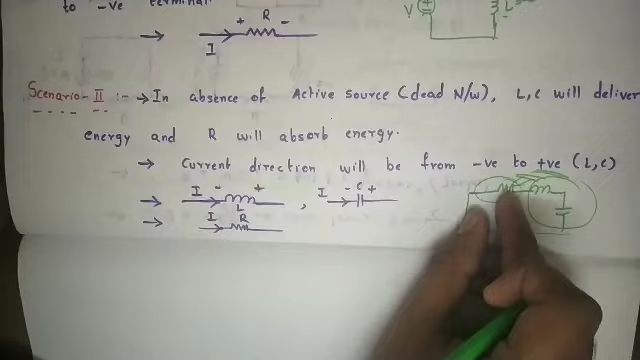 to -ve terminal.
→ + R -
I
V L
Scenario-II :- → In absence of Active source (dead N/w), L,C will deliver
energy and R will absorb energy.
→ Current direction will be from -ve to +ve (L,C)
→ I - + L , I - C +
→ I R